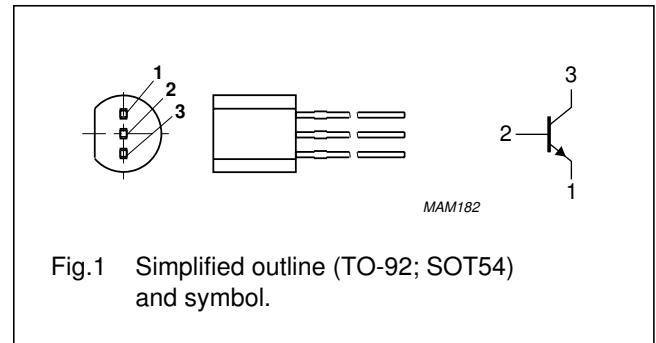 1
2
3
3
2
1
MAM182
Fig.1 Simplified outline (TO-92; SOT54)
and symbol.